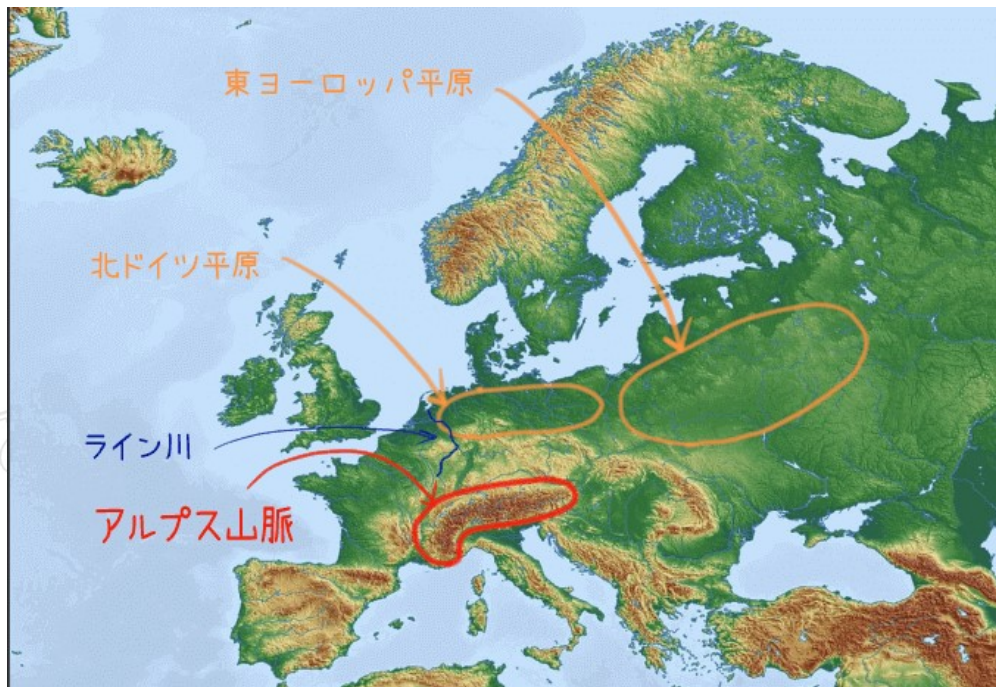 東ヨーロッパ平原
北ドイツ平原
ライン川
アルプス山脈